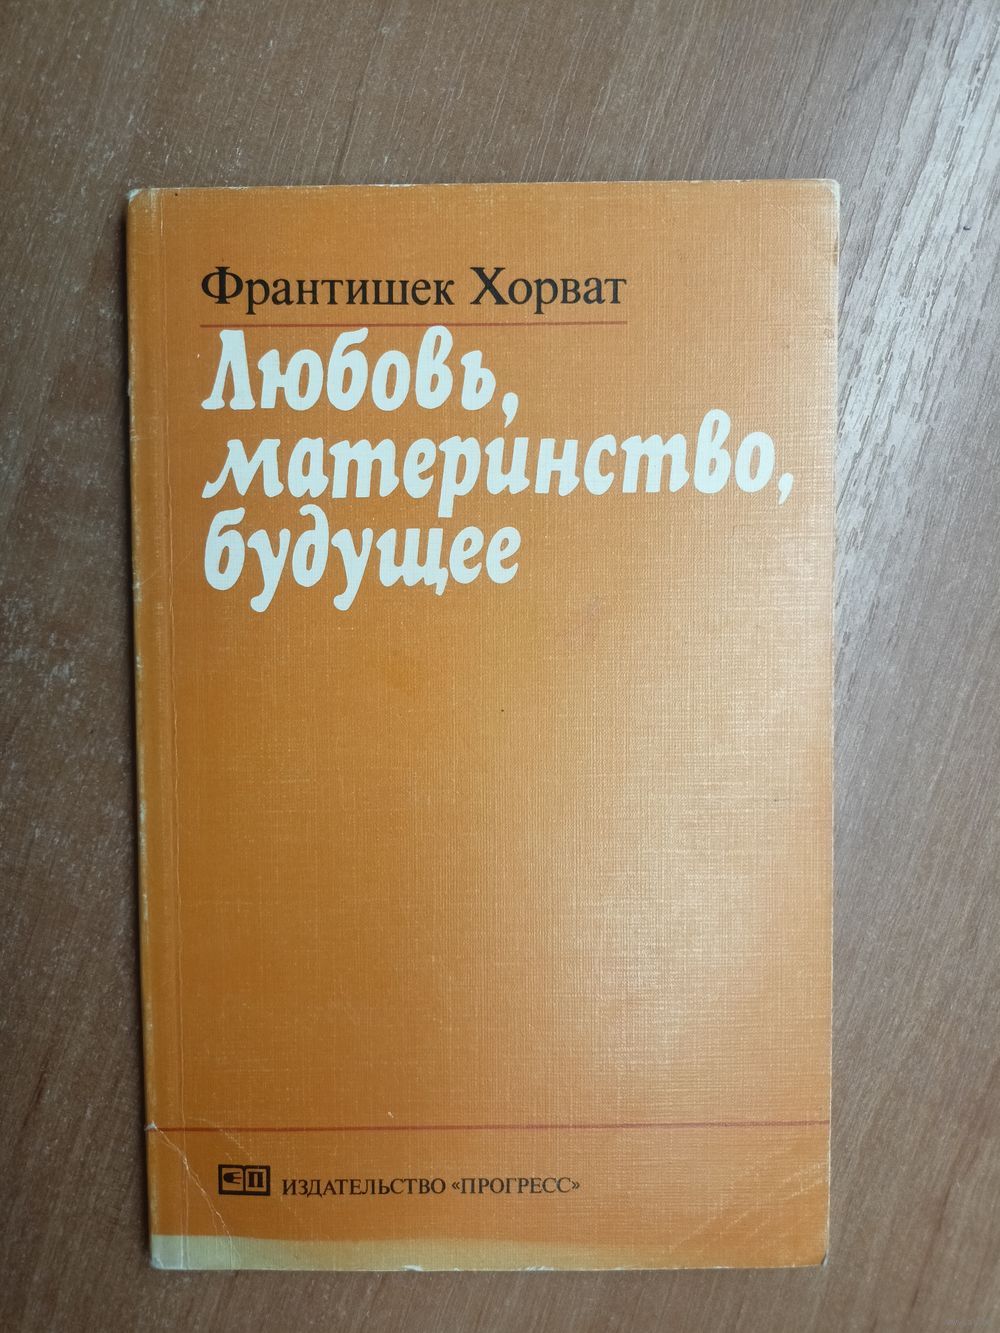 Франтишек Хорват
Любовь,
материнство,
будущее
ИЗДАТЕЛЬСТВО «ПРОГРЕСС»